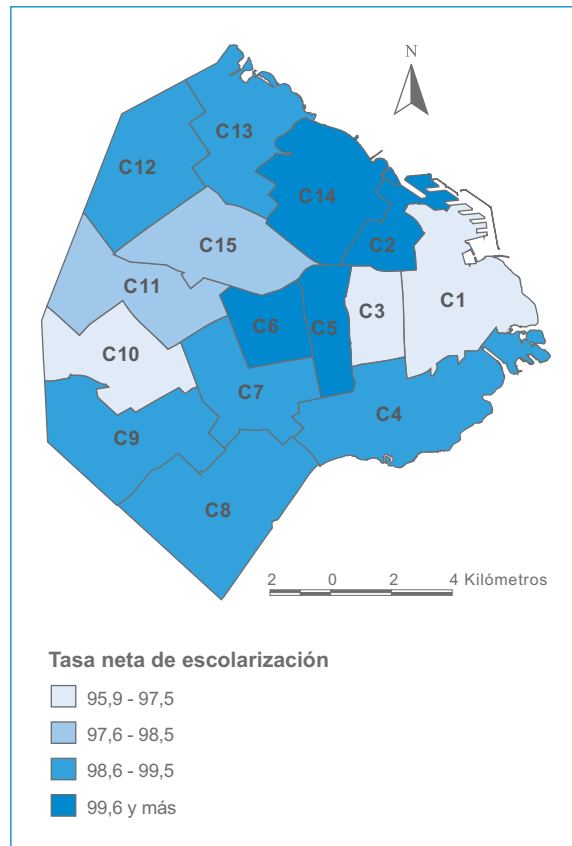 N
C13
C12
C14
C2
C15
C11
C1
C3
C6
C5
C10
C7
C4
C9
C8
2 0 2 4 Kilómetros
Tasa neta de escolarización
95,9 - 97,5
97,6 - 98,5
98,6 - 99,5
99,6 y más